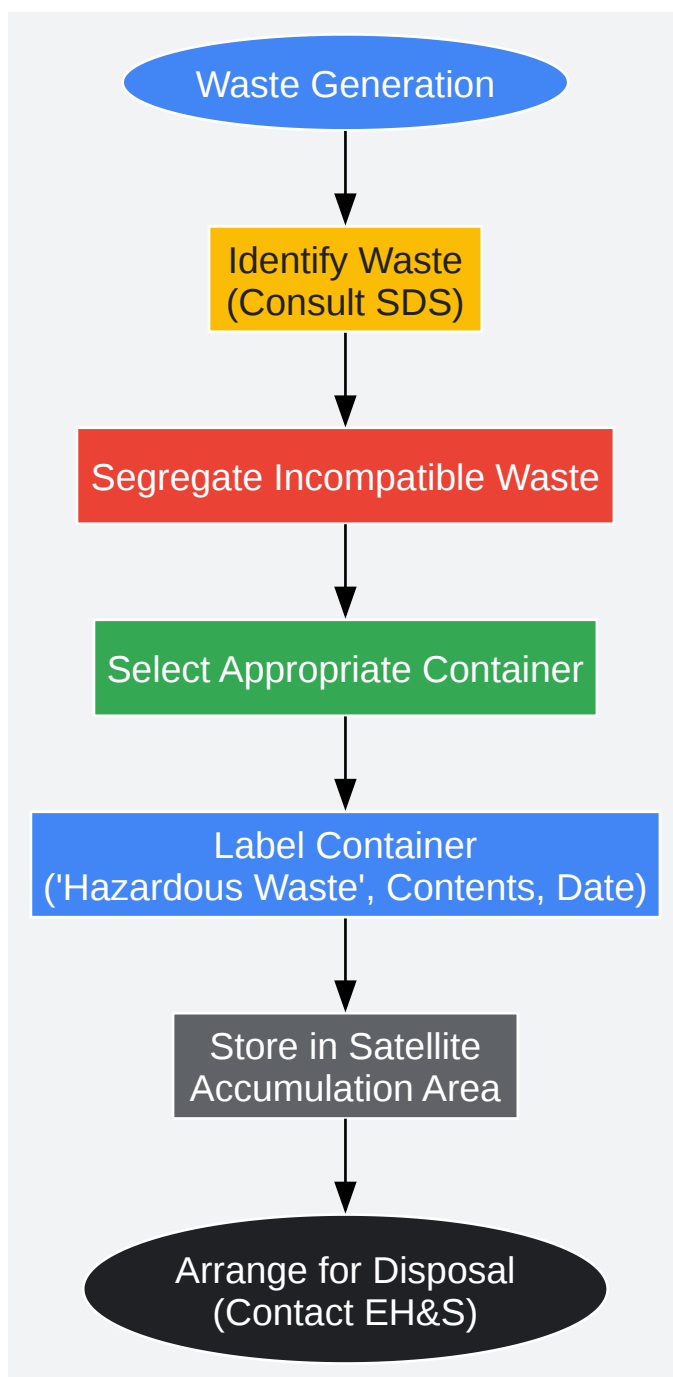 Waste Generation
Identify Waste
(Consult SDS)
Segregate Incompatible Waste
Select Appropriate Container
Label Container
('Hazardous Waste', Contents, Date)
Store in Satellite
Accumulation Area
Arrange for Disposal
(Contact EH&S)